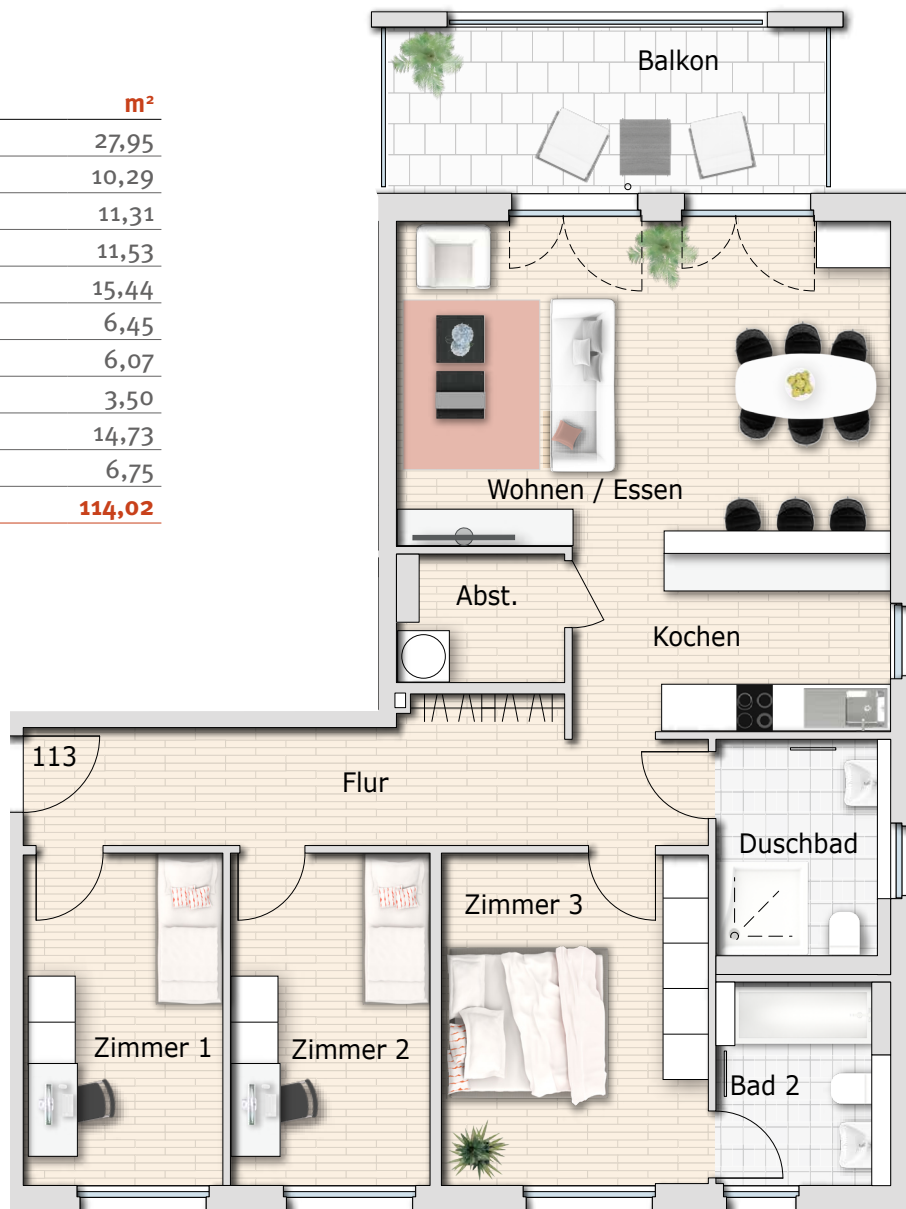 m²
27,95
10,29
11,31
11,53
15,44
6,45
6,07
3,50
14,73
6,75
114,02
Balkon
Wohnen / Essen
Abst.
Kochen
113
Flur
Duschbad
Zimmer 3
Zimmer 1
Zimmer 2
Bad 2